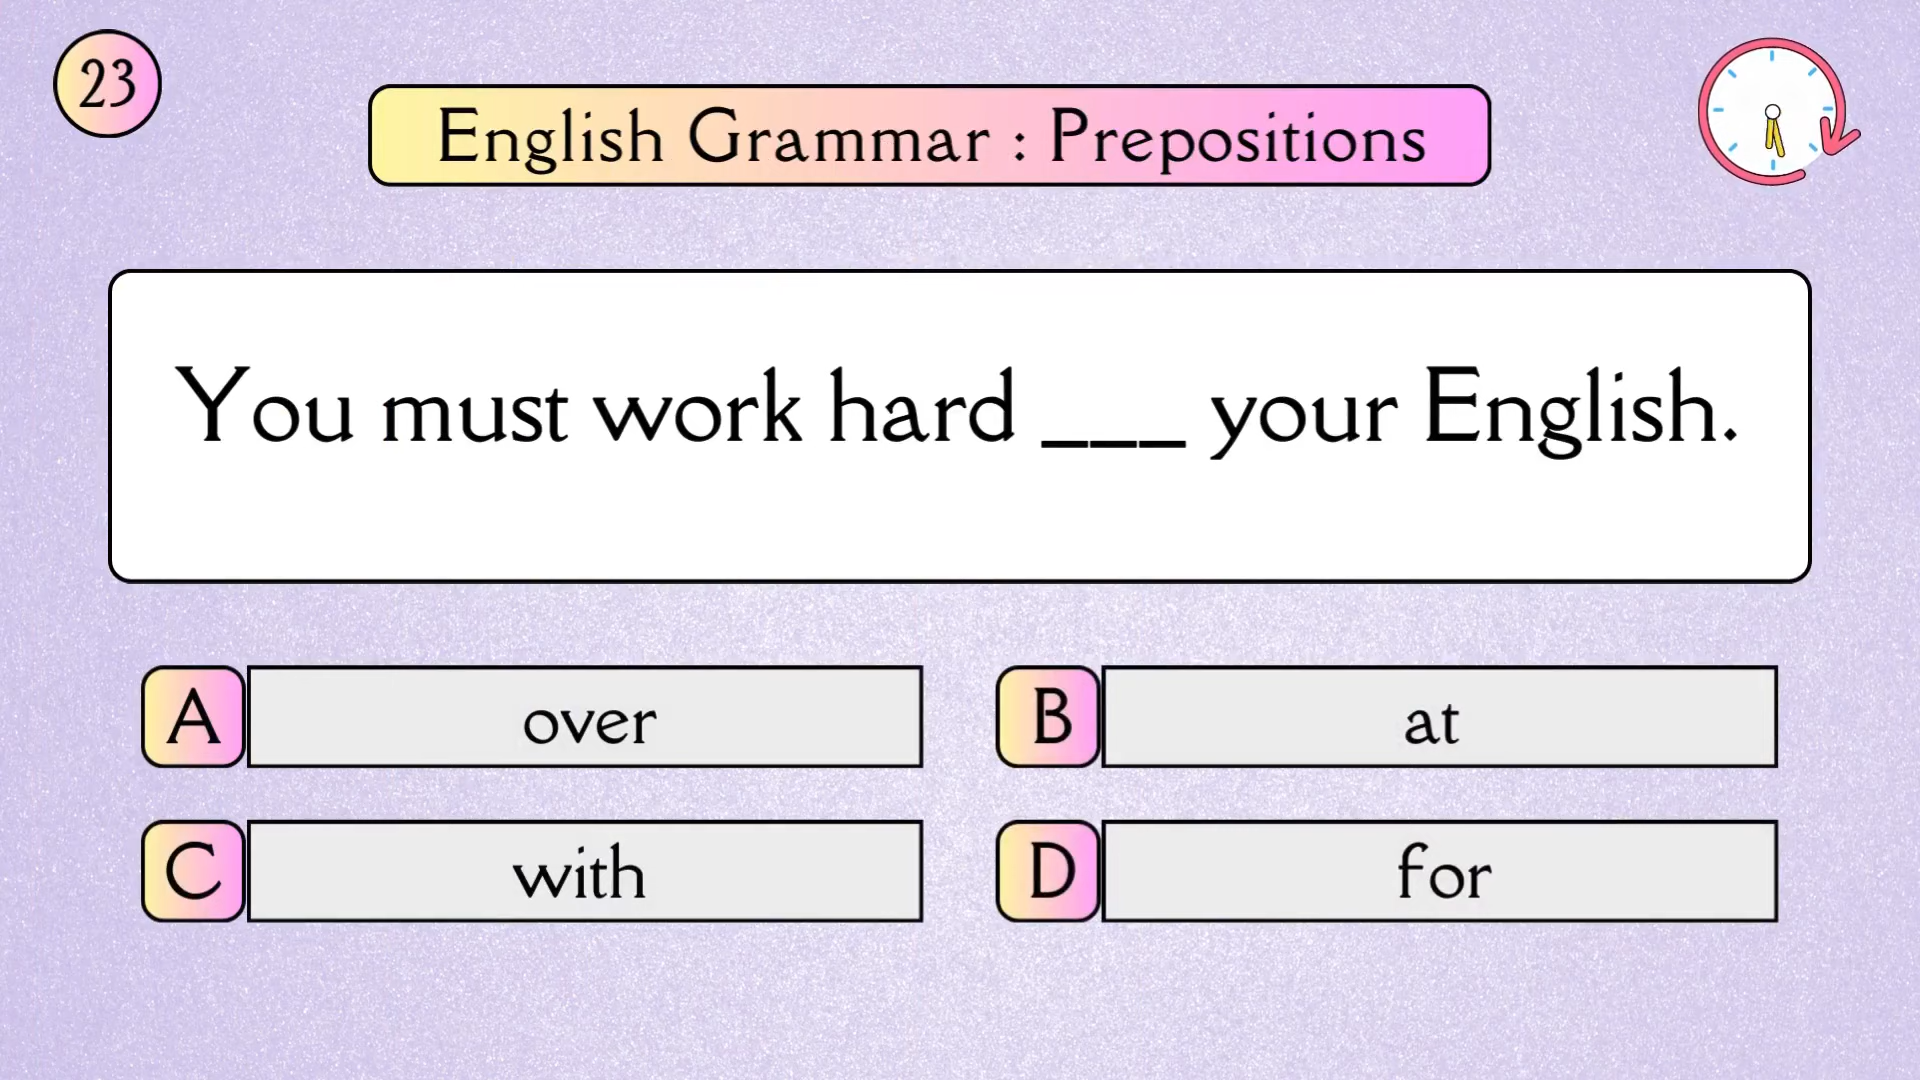 23
English Grammar : Prepositions
You must work hard ___ your English.
A over
B at
C with
D for